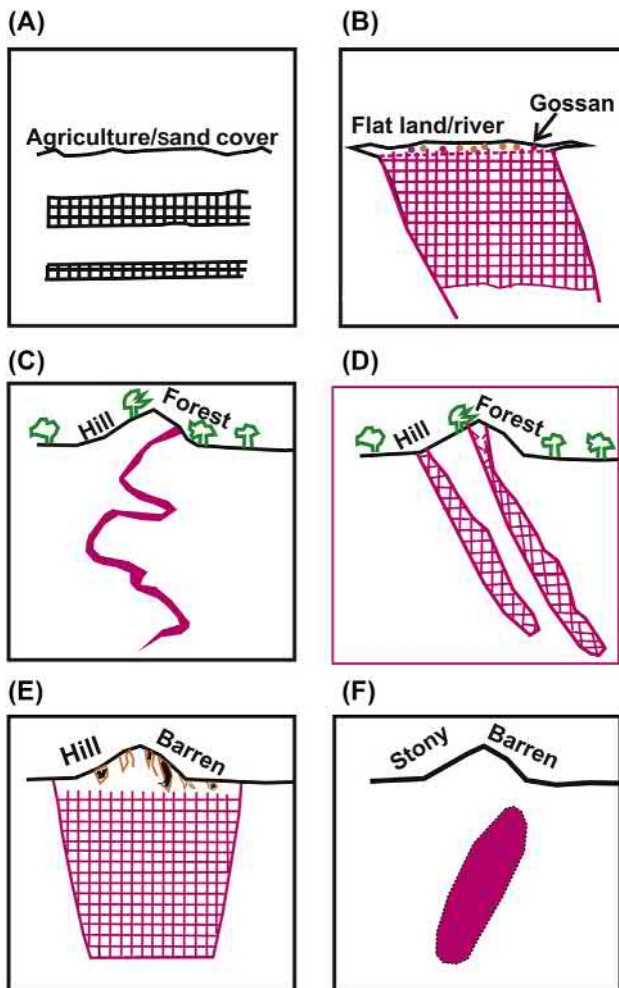 (A)
(B)
Agriculture/sand cover
Gossan
Flat land/river
(C)
(D)
Hill
Forest
Hill
Forest
(E)
(F)
Hill
Barren
Stony
Barren